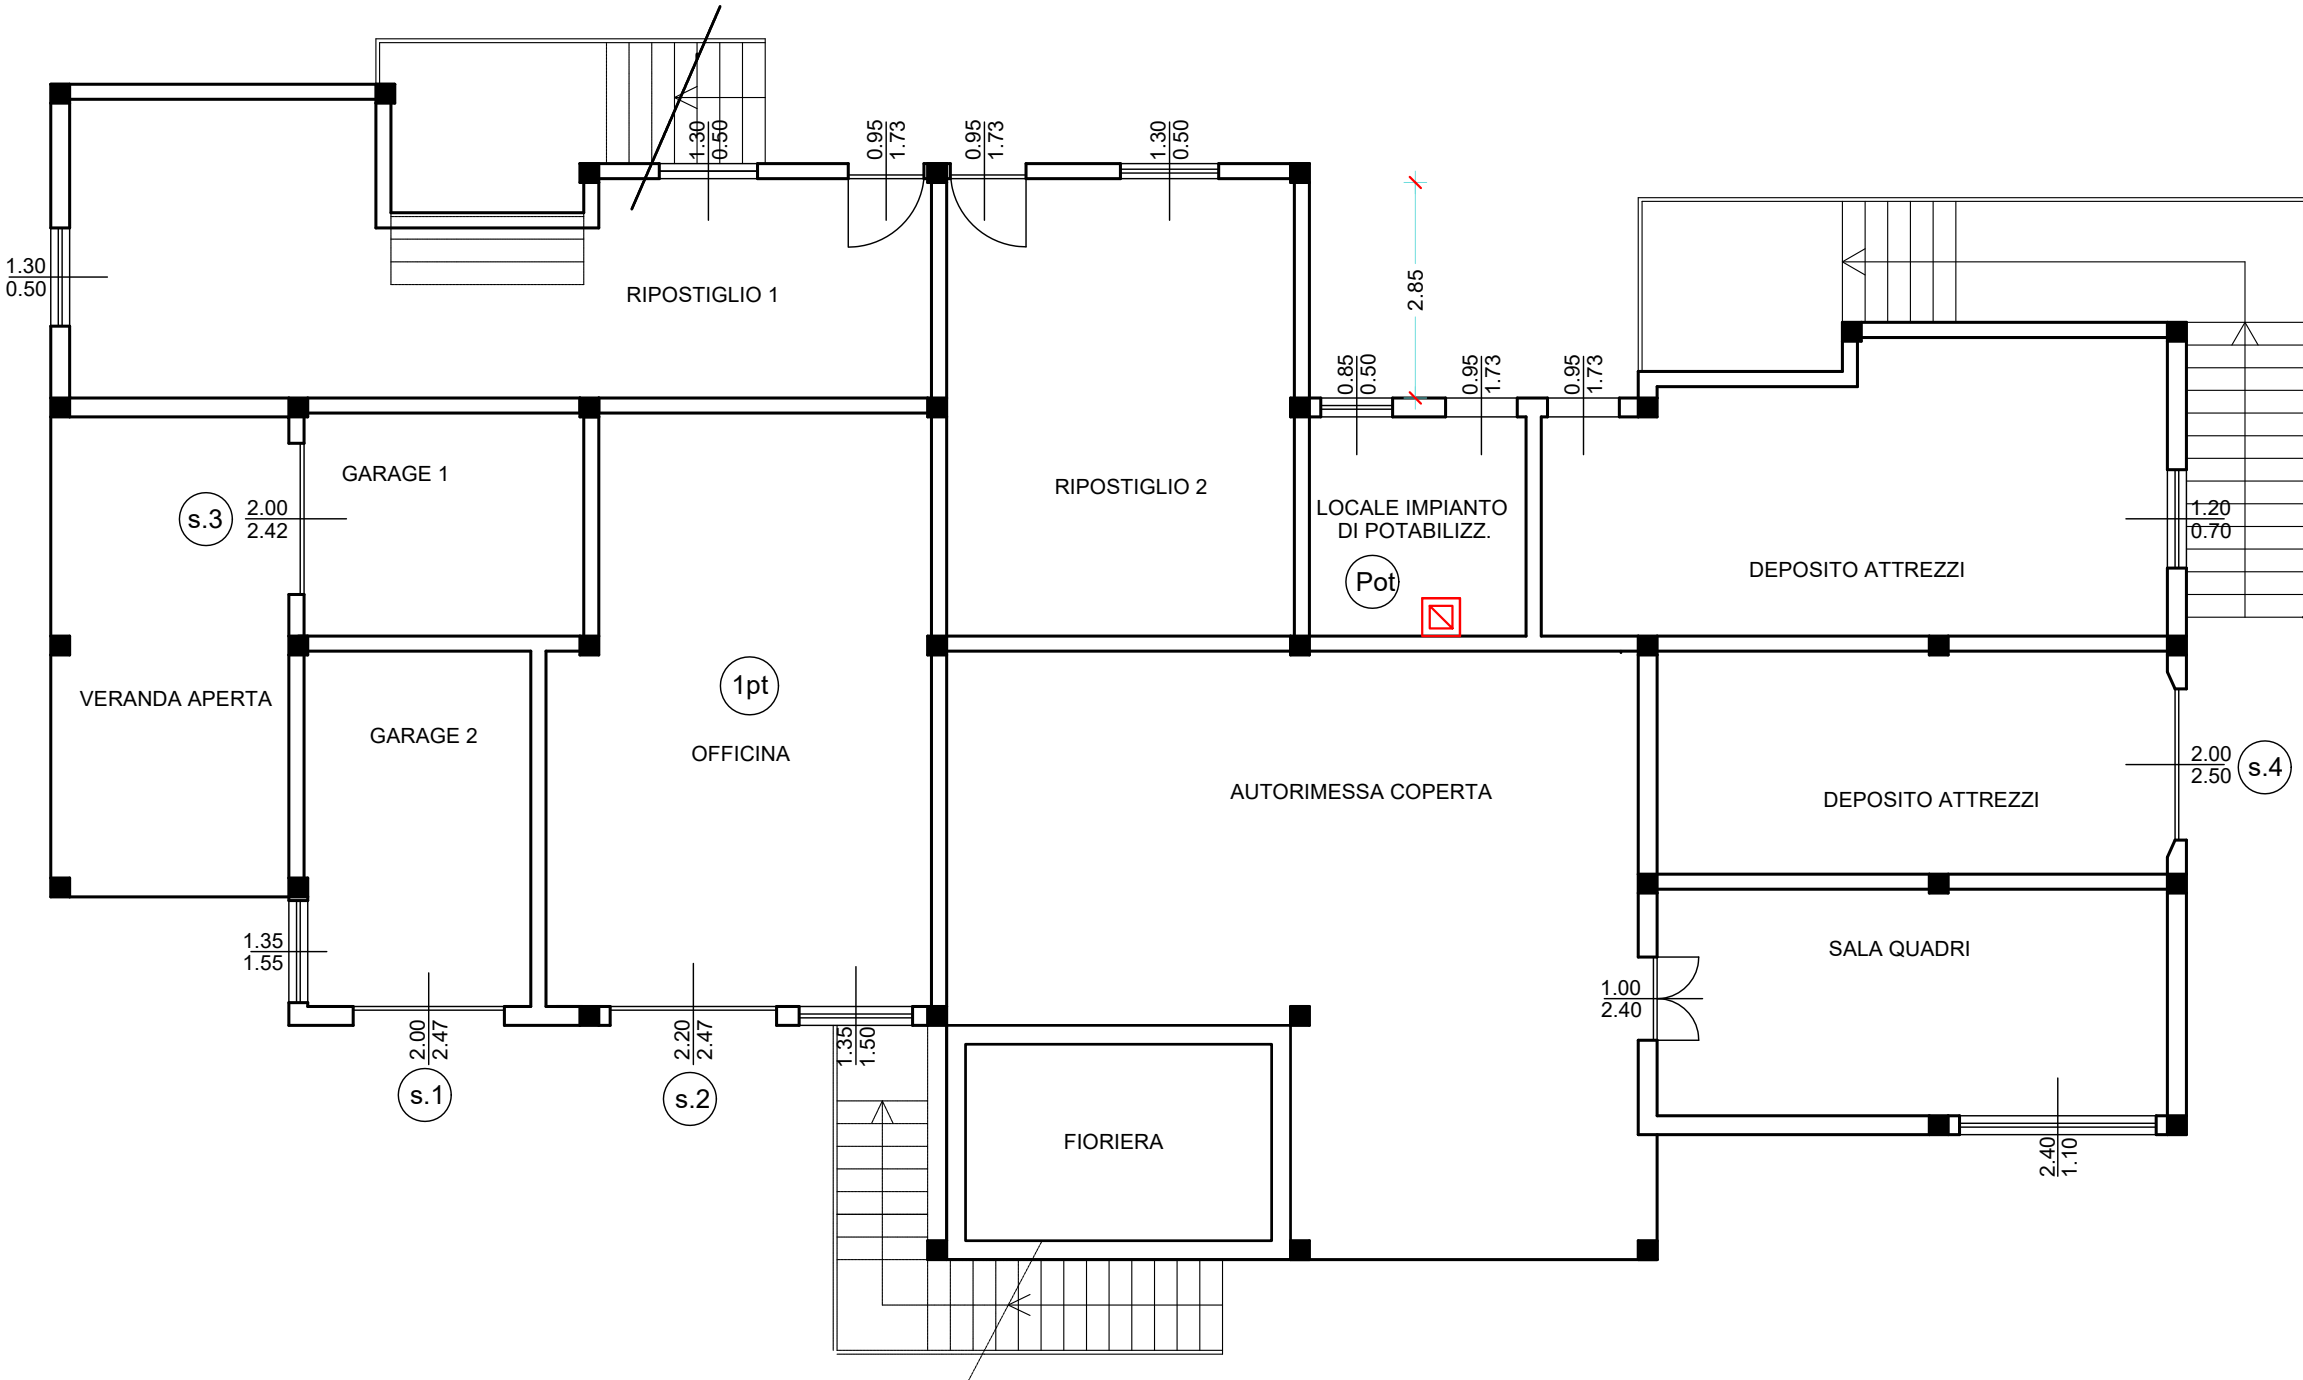 1.30
0.50
0.95
1.73
0.95
1.73
1.30
0.50
1.30
0.50
RIPOSTIGLIO 1
2.85
0.85
0.50
0.95
1.73
0.95
1.73
GARAGE 1
RIPOSTIGLIO 2
s.3
2.00
2.42
LOCALE IMPIANTO
DI POTABILIZZ.
Pot
1.20
0.70
DEPOSITO ATTREZZI
VERANDA APERTA
1pt
GARAGE 2
OFFICINA
AUTORIMESSA COPERTA
DEPOSITO ATTREZZI
2.00
2.50
s.4
1.35
1.55
SALA QUADRI
1.00
2.40
2.00
2.47
2.20
2.47
1.35
1.50
s.1
s.2
FIORIERA
2.40
1.10